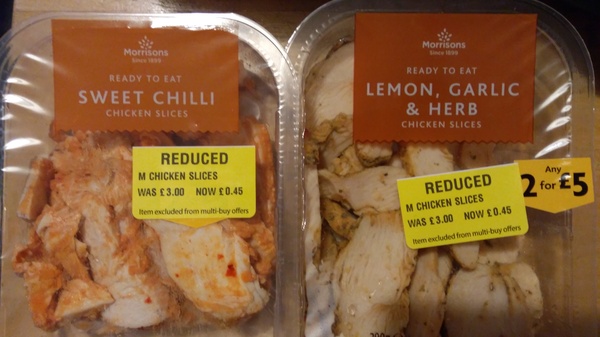 Morrisons
Since 1899
READY TO EAT
SWEET CHILLI
CHICKEN SLICES
REDUCED
M CHICKEN SLICES
WAS £3.00 NOW £0.45
Item excluded from multi-buy offers
Morrisons
Since 1899
READY TO EAT
LEMON, GARLIC
& HERB
CHICKEN SLICES
REDUCED
M CHICKEN SLICES
WAS £3.00 NOW £0.45
Item excluded from multi-buy offers
Any
2 for £5